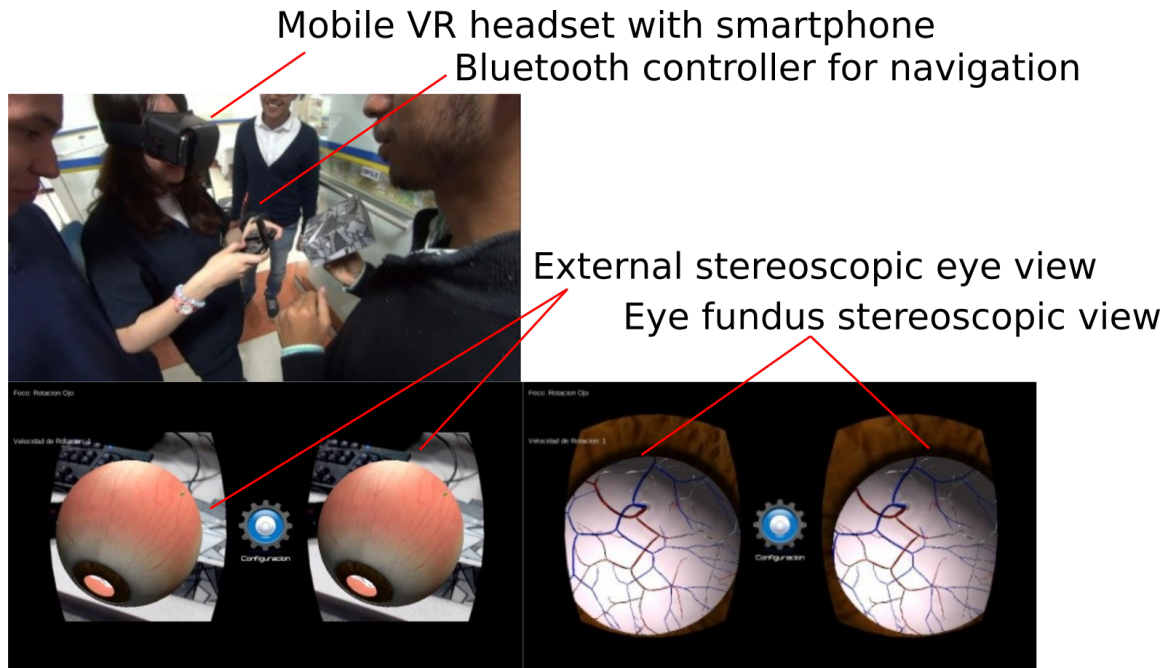 Mobile VR headset with smartphone
Bluetooth controller for navigation
External stereoscopic eye view
Eye fundus stereoscopic view
Foco: Rotacion Ojo
Velocidad de Rotacion: 1
Configuracion
Foco: Rotacion Ojo
Velocidad de Rotacion: 1
Configuracion